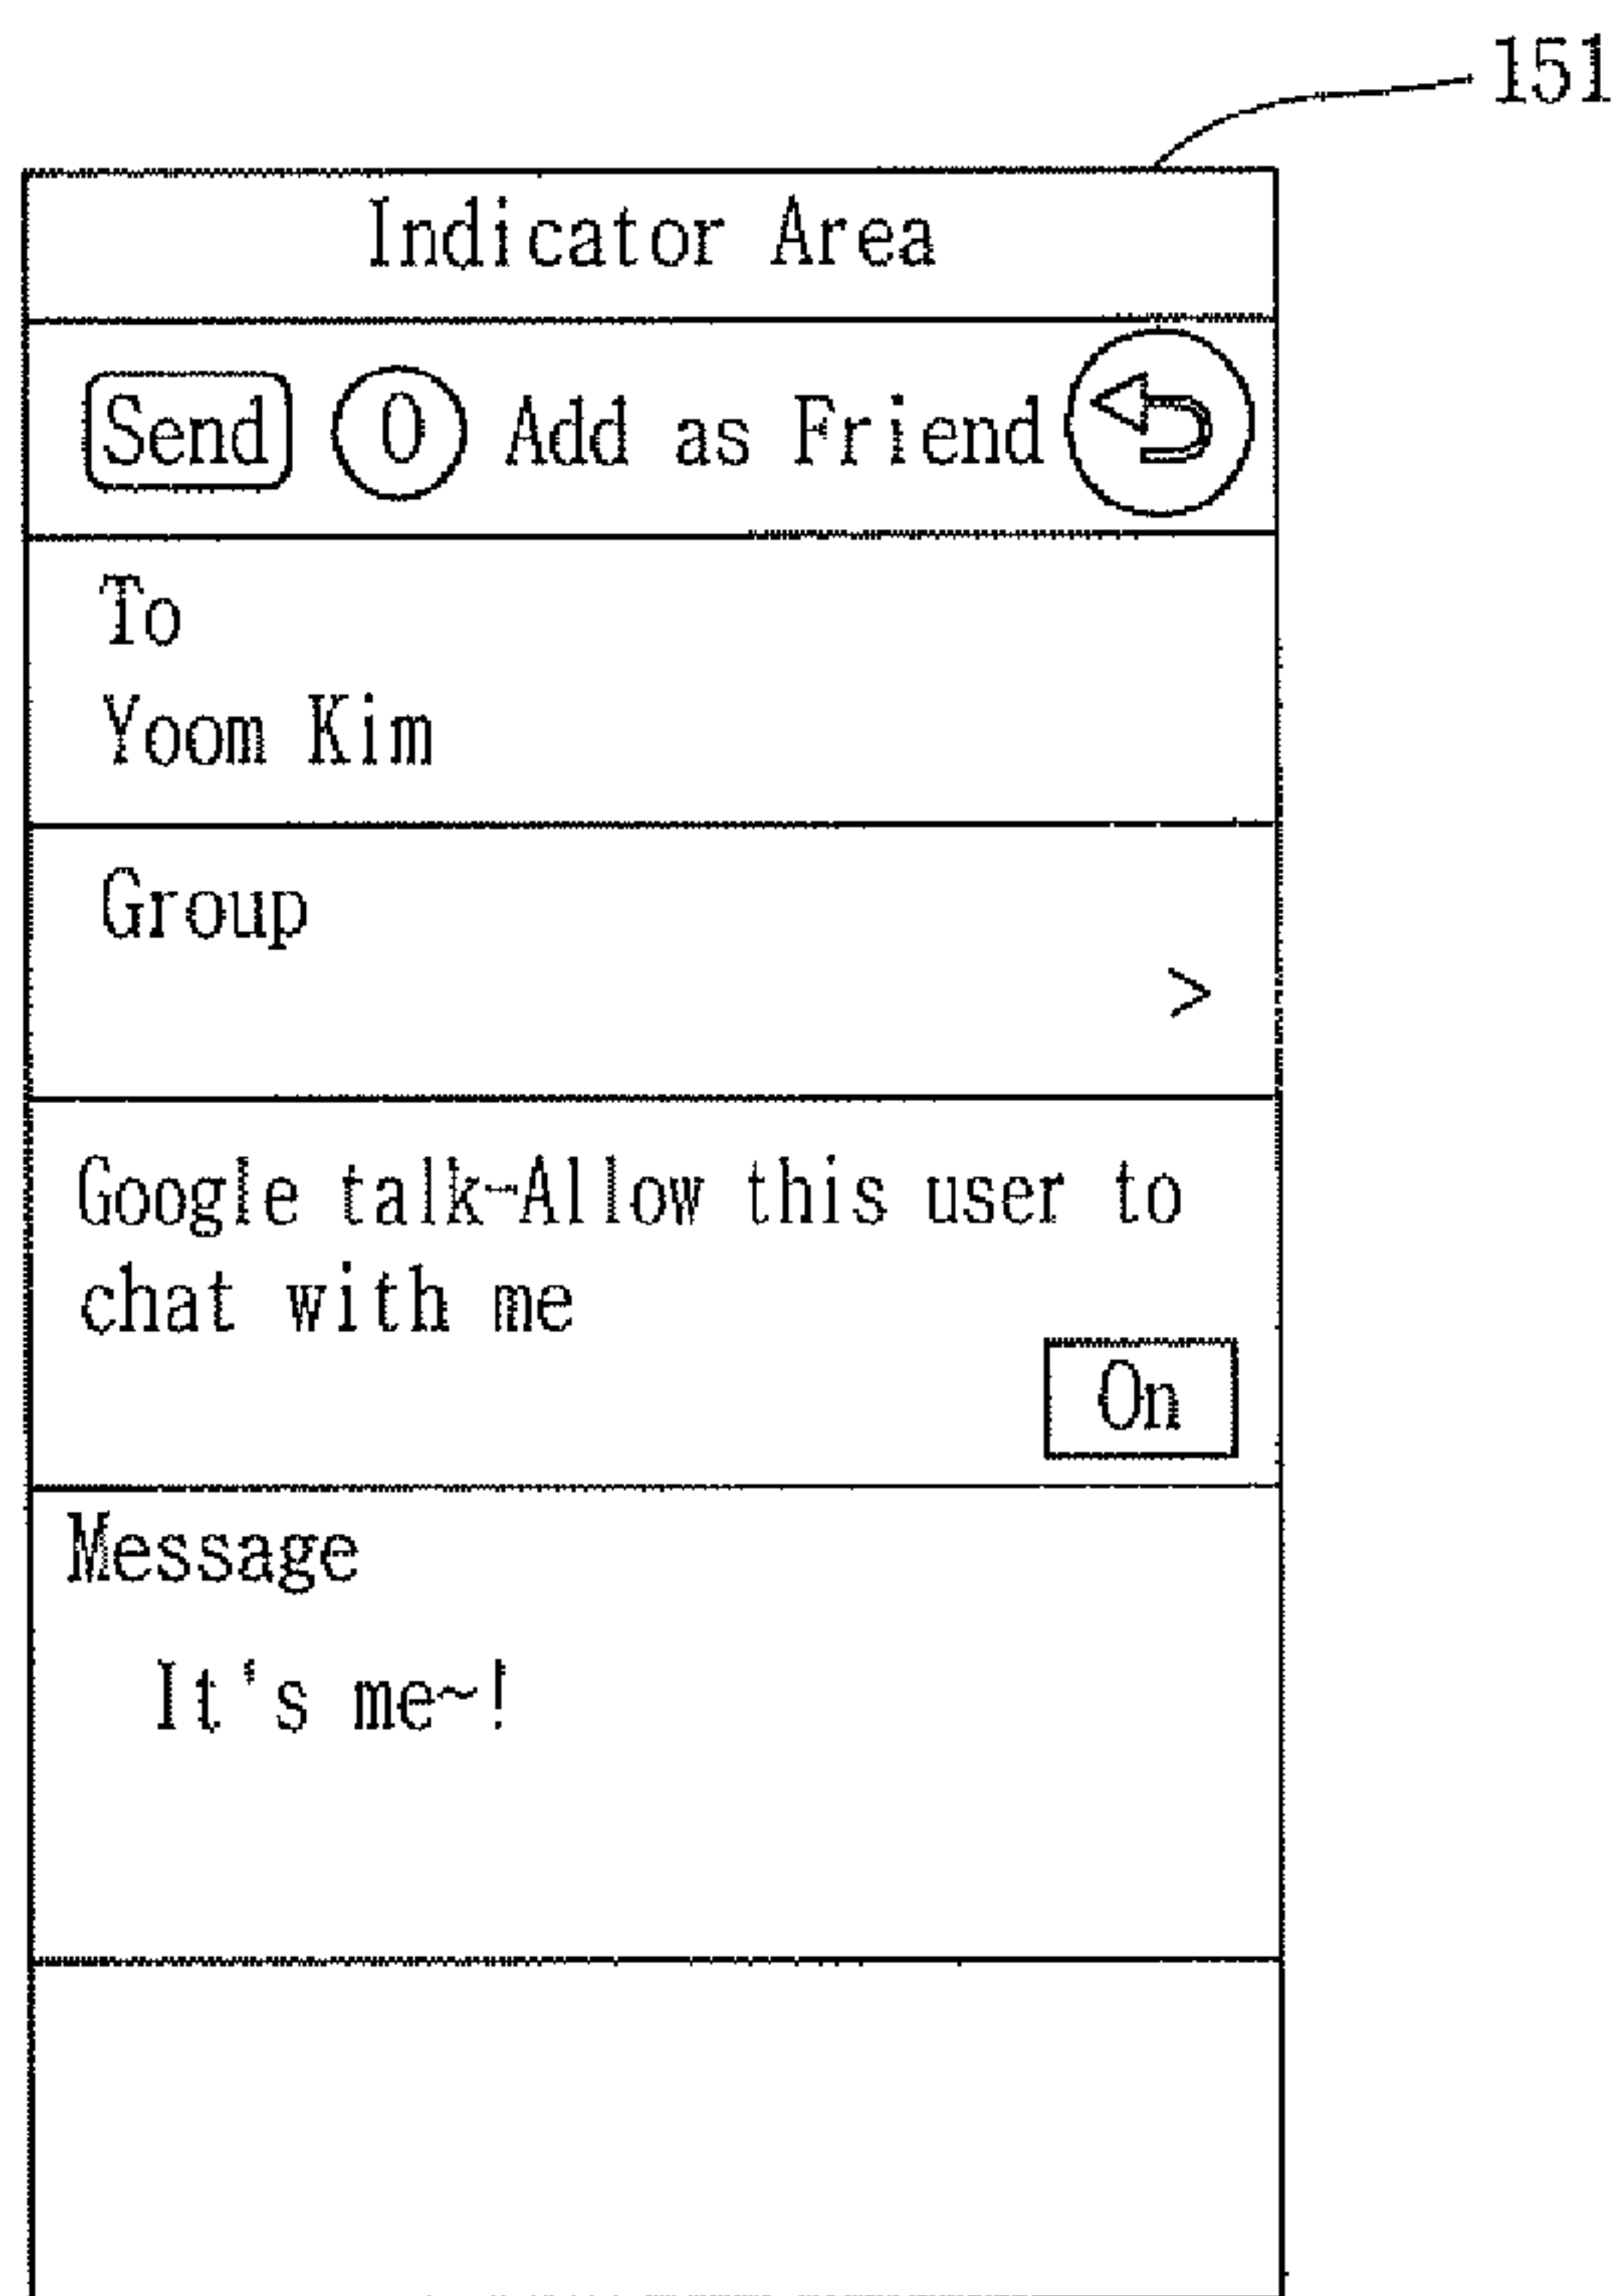 151
Indicator Area
Send O Add as Friend
To
Yoom Kim
Group
>
Google talk-Allow this user to
chat with me
On
Message
It's me~!